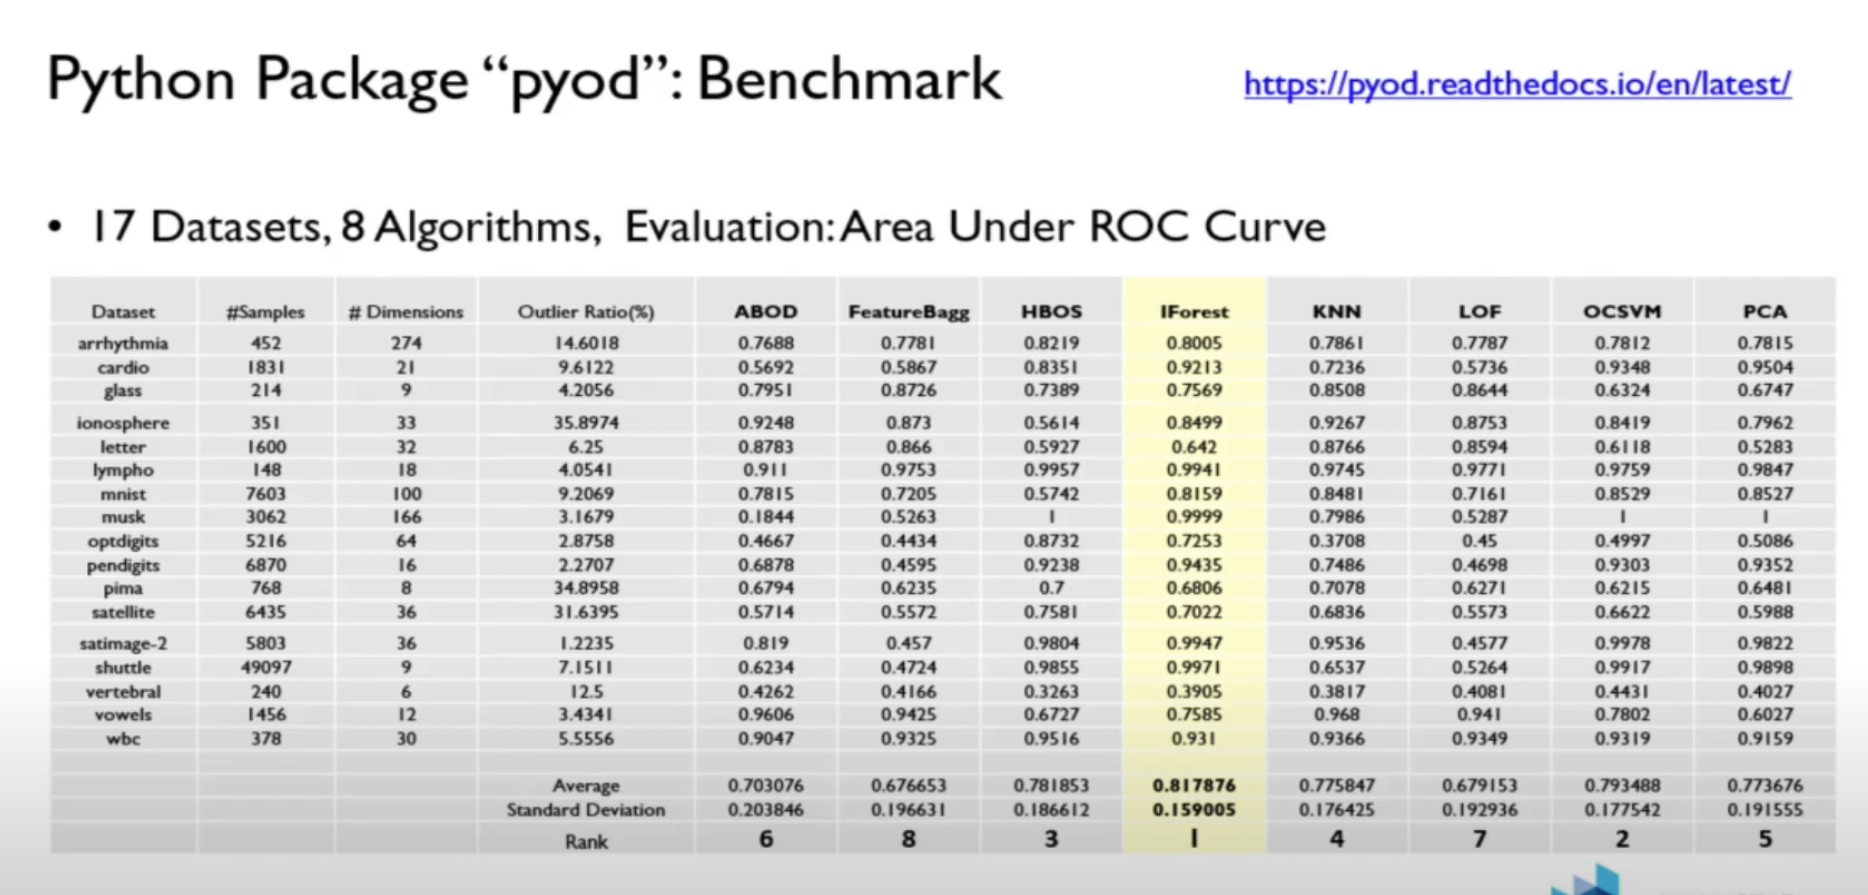 Python Package “pyod”: Benchmark
https://pyod.readthedocs.io/en/latest/
• 17 Datasets, 8 Algorithms, Evaluation: Area Under ROC Curve
Dataset #Samples # Dimensions Outlier Ratio(%) ABOD FeatureBagg HBOS IForest KNN LOF OCSVM PCA
arrhythmia 452 274 14.6018 0.7688 0.7781 0.8219 0.8005 0.7861 0.7787 0.7812 0.7815
cardio 1831 21 9.6122 0.5692 0.5867 0.8351 0.9213 0.7236 0.5736 0.9348 0.9504
glass 214 9 4.2056 0.7951 0.8726 0.7389 0.7569 0.8508 0.8644 0.6324 0.6747
ionosphere 351 33 35.8974 0.9248 0.873 0.5614 0.8499 0.9267 0.8753 0.8419 0.7962
letter 1600 32 6.25 0.8783 0.866 0.5927 0.642 0.8766 0.8594 0.6118 0.5283
lympho 148 18 4.0541 0.911 0.9753 0.9957 0.9941 0.9745 0.9771 0.9759 0.9847
mnist 7603 100 9.2069 0.7815 0.7205 0.5742 0.8159 0.8481 0.7161 0.8529 0.8527
musk 3062 166 3.1679 0.1844 0.5263 1 0.9999 0.7986 0.5287 1 1
optdigits 5216 64 2.8758 0.4667 0.4434 0.8732 0.7253 0.3708 0.45 0.4997 0.5086
pendigits 6870 16 2.2707 0.6878 0.4595 0.9238 0.9435 0.7486 0.4698 0.9303 0.9352
pima 768 8 34.8958 0.6794 0.6235 0.7 0.6806 0.7078 0.6271 0.6215 0.6481
satellite 6435 36 31.6395 0.5714 0.5572 0.7581 0.7022 0.6836 0.5573 0.6622 0.5988
satimage-2 5803 36 1.2235 0.819 0.457 0.9804 0.9947 0.9536 0.4577 0.9978 0.9822
shuttle 49097 9 7.1511 0.6234 0.4724 0.9855 0.9971 0.6537 0.5264 0.9917 0.9898
vertebral 240 6 12.5 0.4262 0.4166 0.3263 0.3905 0.3817 0.4081 0.4431 0.4027
vowels 1456 12 3.4341 0.9606 0.9425 0.6727 0.7585 0.968 0.941 0.7802 0.6027
wbc 378 30 5.5556 0.9047 0.9325 0.9516 0.931 0.9366 0.9349 0.9319 0.9159
Average 0.703076 0.676653 0.781853 0.817876 0.775847 0.679153 0.793488 0.773676
Standard Deviation 0.203846 0.196631 0.186612 0.159005 0.176425 0.192936 0.177542 0.191555
Rank 6 8 3 1 4 7 2 5